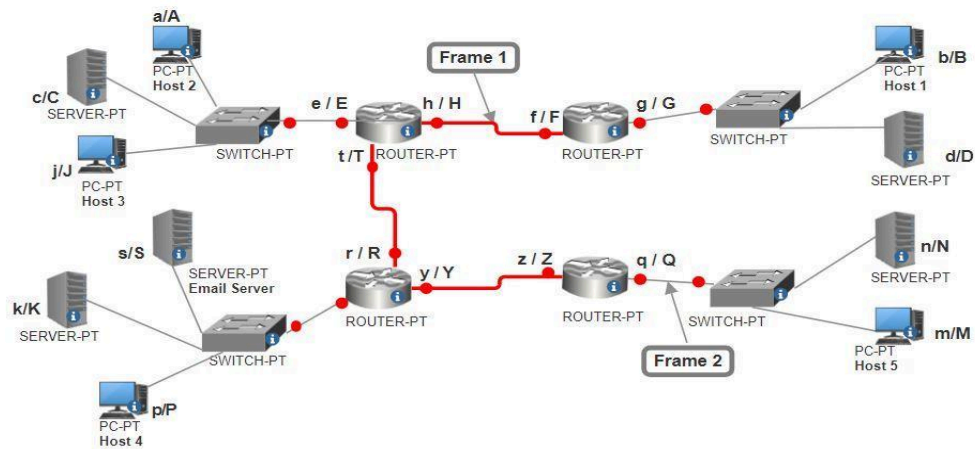 a/A
PC-PT
Host 2
c/C
SERVER-PT
j/J
PC-PT
Host 3
SWITCH-PT
e / E
h / H
ROUTER-PT
t/T
Frame 1
f / F
g / G
ROUTER-PT
SWITCH-PT
b/B
PC-PT
Host 1
d/D
SERVER-PT
s/S
SERVER-PT
Email Server
k/K
SERVER-PT
SWITCH-PT
p/P
PC-PT
Host 4
r / R
y / Y
ROUTER-PT
z / Z
q / Q
ROUTER-PT
Frame 2
SWITCH-PT
n/N
SERVER-PT
m/M
PC-PT
Host 5